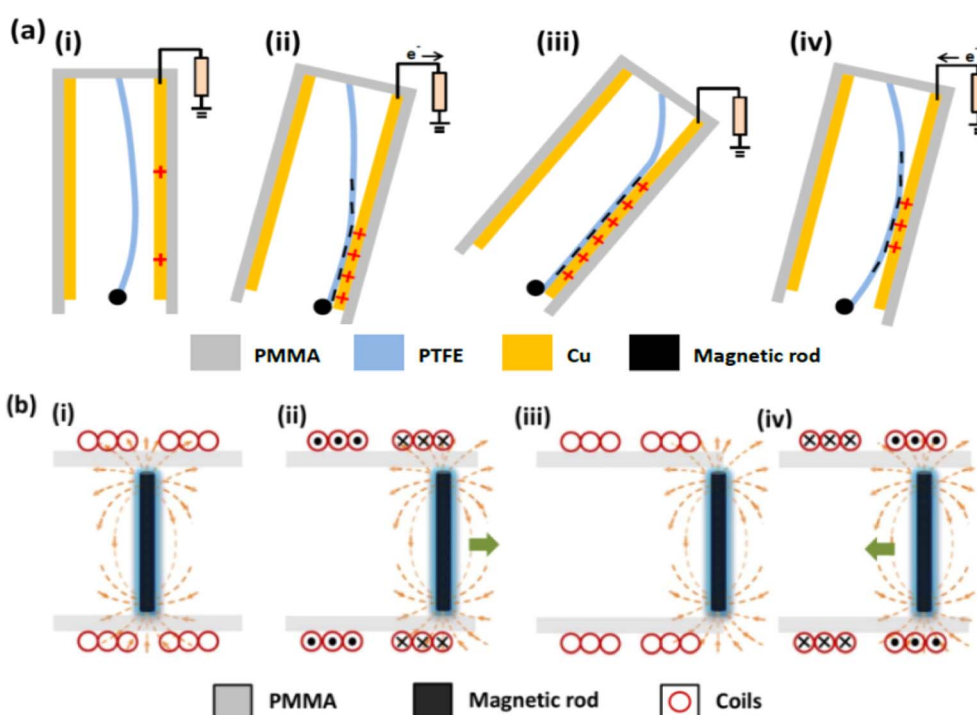 (a) (i) (ii) (iii) (iv)
e⁻ e⁻
PMMA PTFE Cu Magnetic rod
(b) (i) (ii) (iii) (iv)
PMMA Magnetic rod Coils